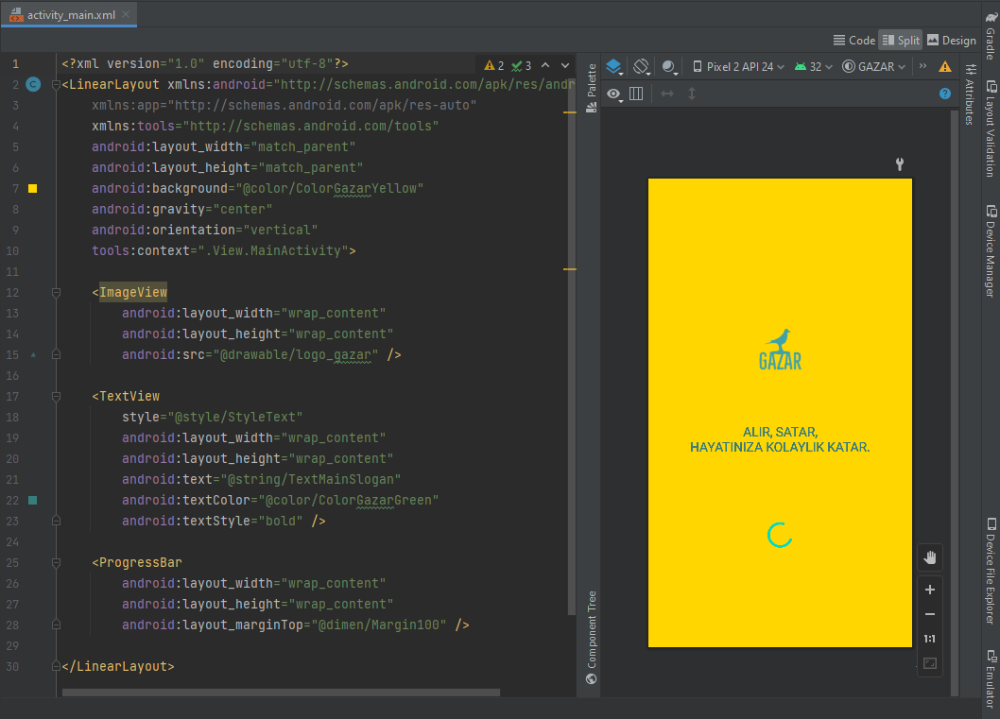 activity_main.xml
Code Split Design
1 <?xml version="1.0" encoding="utf-8"?>
2 3
2 <LinearLayout xmlns:android="http://schemas.android.com/apk/res/andr
3 xmlns:app="http://schemas.android.com/apk/res-auto"
4 xmlns:tools="http://schemas.android.com/tools"
5 android:layout_width="match_parent"
6 android:layout_height="match_parent"
7 android:background="@color/ColorGazarYellow"
8 android:gravity="center"
9 android:orientation="vertical"
10 tools:context=".View.MainActivity">
11
12 <ImageView
13 android:layout_width="wrap_content"
14 android:layout_height="wrap_content"
15 android:src="@drawable/logo_gazar" />
16
17 <TextView
18 style="@style/StyleText"
19 android:layout_width="wrap_content"
20 android:layout_height="wrap_content"
21 android:text="@string/TextMainSlogan"
22 android:textColor="@color/ColorGazarGreen"
23 android:textStyle="bold" />
24
25 <ProgressBar
26 android:layout_width="wrap_content"
27 android:layout_height="wrap_content"
28 android:layout_marginTop="@dimen/Margin100" />
29
30 </LinearLayout>
Palette
Component Tree
Pixel 2 API 24 32 GAZAR »
?
GAZAR
ALIR, SATAR,
HAYATINIZA KOLAYLIK KATAR.
+
−
1:1
Attributes
Gradle
Layout Validation
Device Manager
Device File Explorer
Emulator